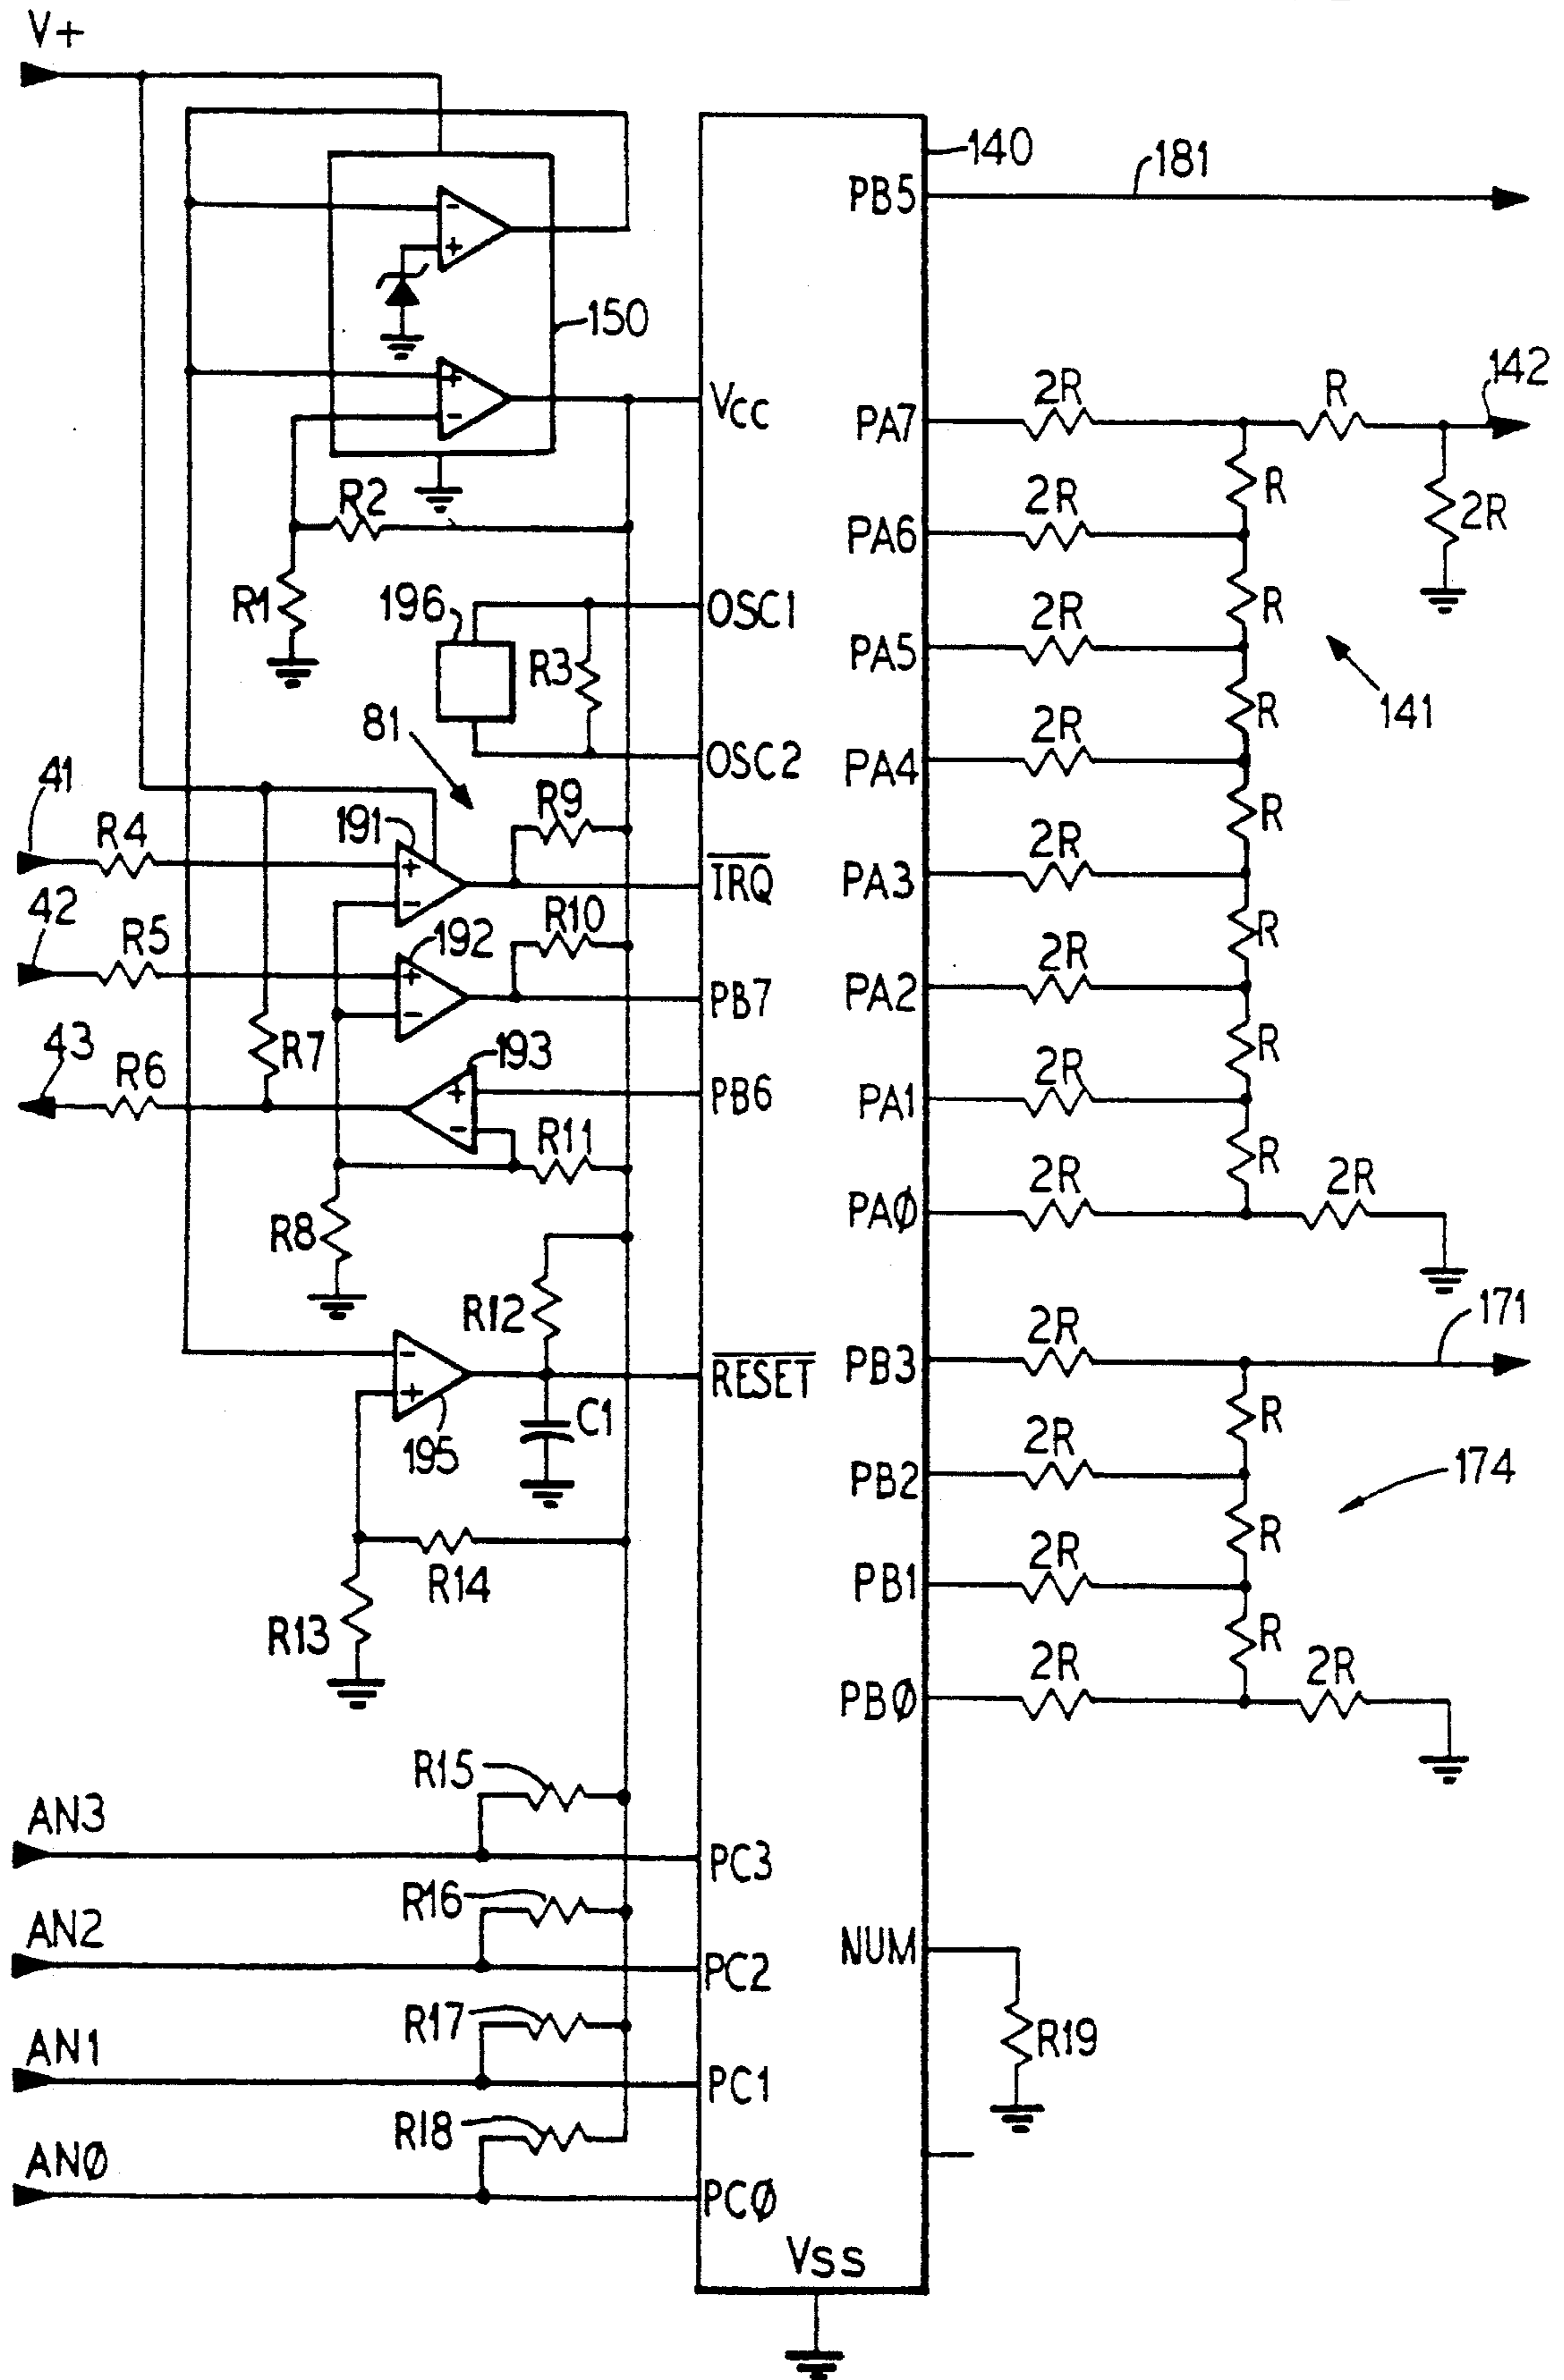 V+
140
181
PB5
150
142
2R
R
VCC
PA7
R2
2R
R
2R
PA6
R1
196
OSC1
2R
R
R3
PA5
141
81
OSC2
2R
R
PA4
41
R4
191
R9
2R
R
IRQ
PA3
42
R5
192
R10
2R
R
PB7
PA2
43
R6
R7
193
PB6
2R
R
PA1
R11
2R
R
2R
PAØ
R8
R12
2R
171
RESET
PB3
195
C1
2R
R
174
PB2
R14
2R
R
PB1
R13
2R
R
2R
PBØ
R15
AN3
PC3
R16
AN2
NUM
PC2
R17
R19
AN1
PC1
R18
ANØ
PCØ
VSS